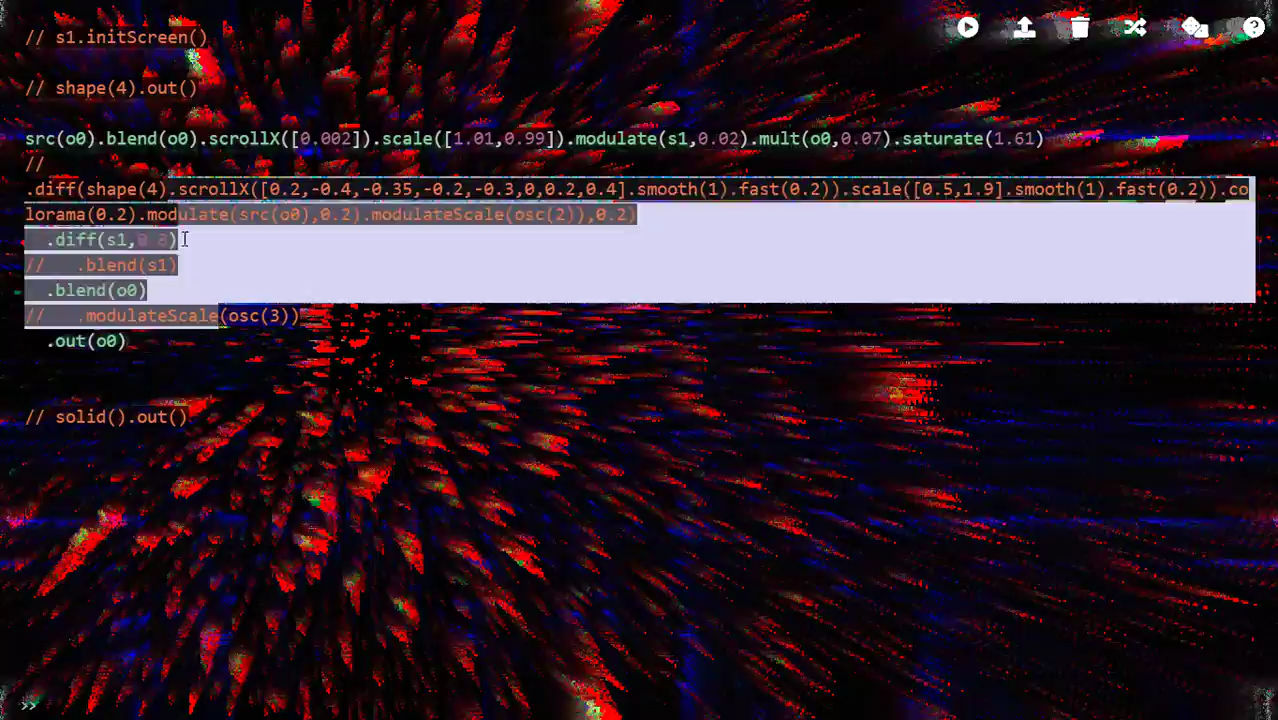 // s1.initScreen()
// shape(4).out()
src(o0).blend(o0).scrollX([0.002]).scale([1.01,0.99]).modulate(s1,0.02).mult(o0,0.07).saturate(1.61)
//
.diff(shape(4).scrollX([0.2,-0.4,-0.35,-0.2,-0.3,0,0.2,0.4].smooth(1).fast(0.2)).scale([0.5,1.9].smooth(1).fast(0.2)).co
lorama(0.2).modulate(src(o0),0.2).modulateScale(osc(2)),0.2)
.diff(s1,
// .blend(s1)
.blend(o0)
// .modulateScale(osc(3))
.out(o0)
// solid().out()
>>